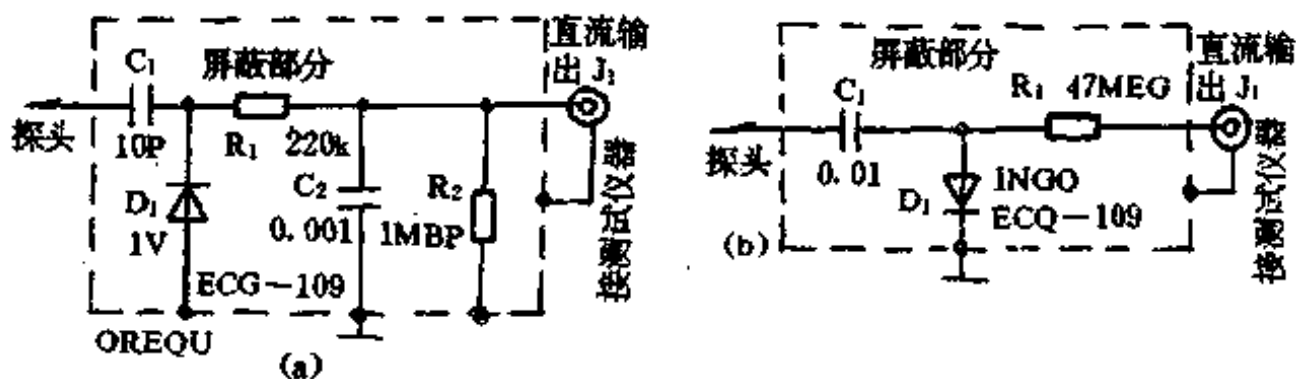 C₁
10P
探头
屏蔽部分
R₁ 220k
D₁
1V
ECG－109
OREQU
C₂
0.001
R₂
1MBP
直流输
出 J₁
接测试仪器
(a)
屏蔽部分
C₁
0.01
探头
R₁ 47MEG
D₁
INGO
ECQ－109
直流输
出 J₁
接测试仪器
(b)